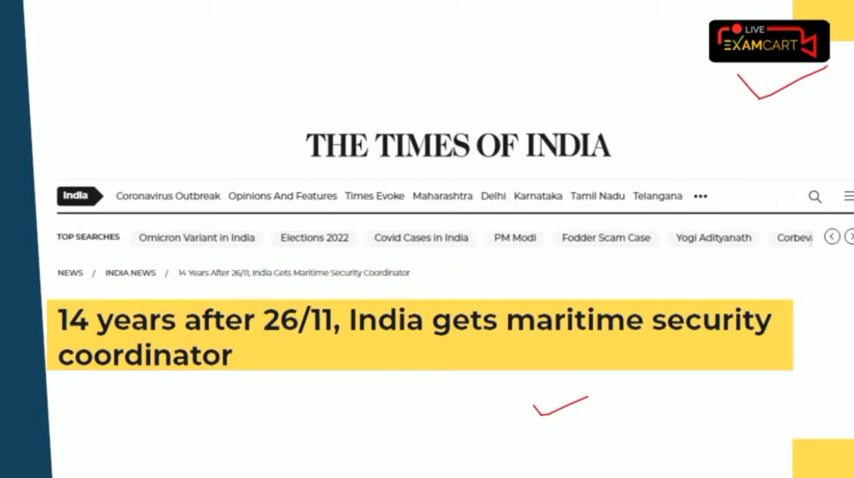 LIVE
EXAMCART
THE TIMES OF INDIA
India Coronavirus Outbreak Opinions And Features Times Evoke Maharashtra Delhi Karnataka Tamil Nadu Telangana •••
TOP SEARCHES Omicron Variant in India Elections 2022 Covid Cases in India PM Modi Fodder Scam Case Yogi Adityanath
NEWS / INDIA NEWS / 14 Years After 26/11, India Gets Maritime Security Coordinator
14 years after 26/11, India gets maritime security
coordinator